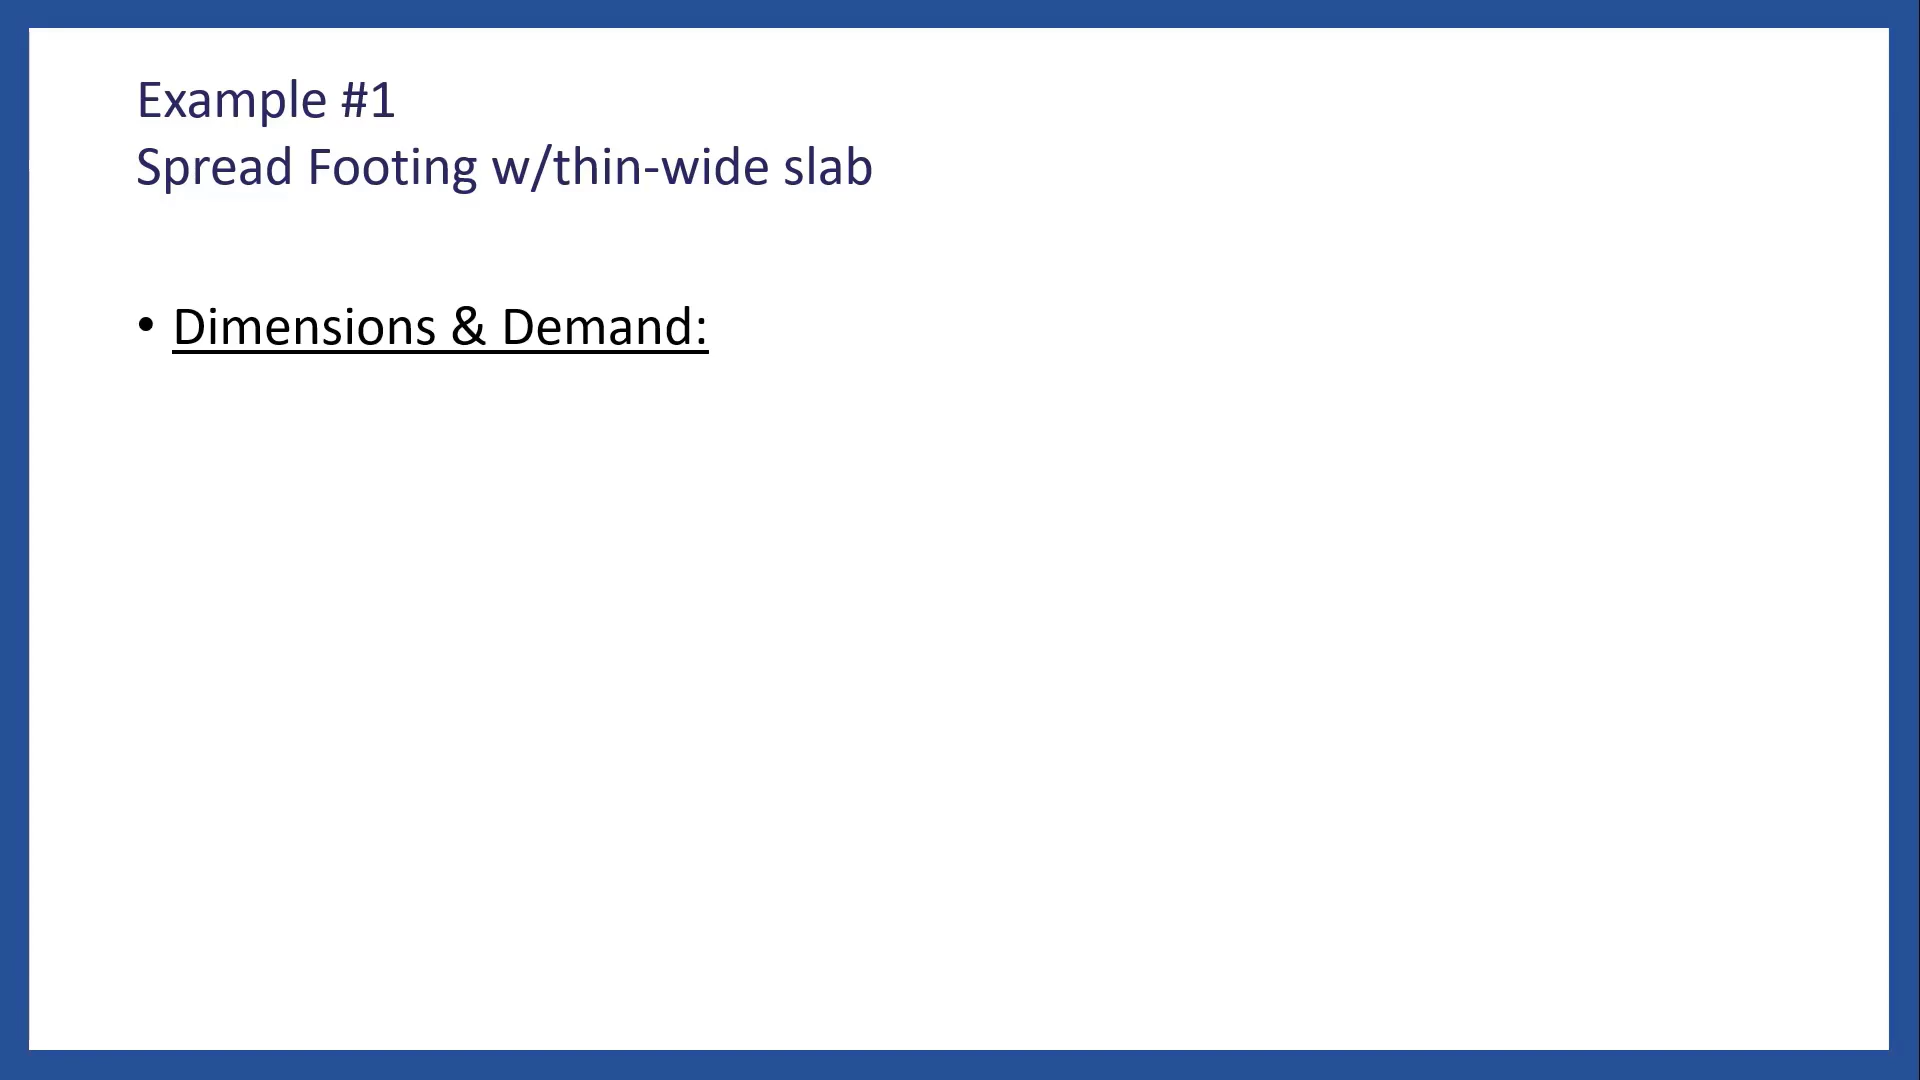 Example #1
Spread Footing w/thin-wide slab
• Dimensions & Demand: